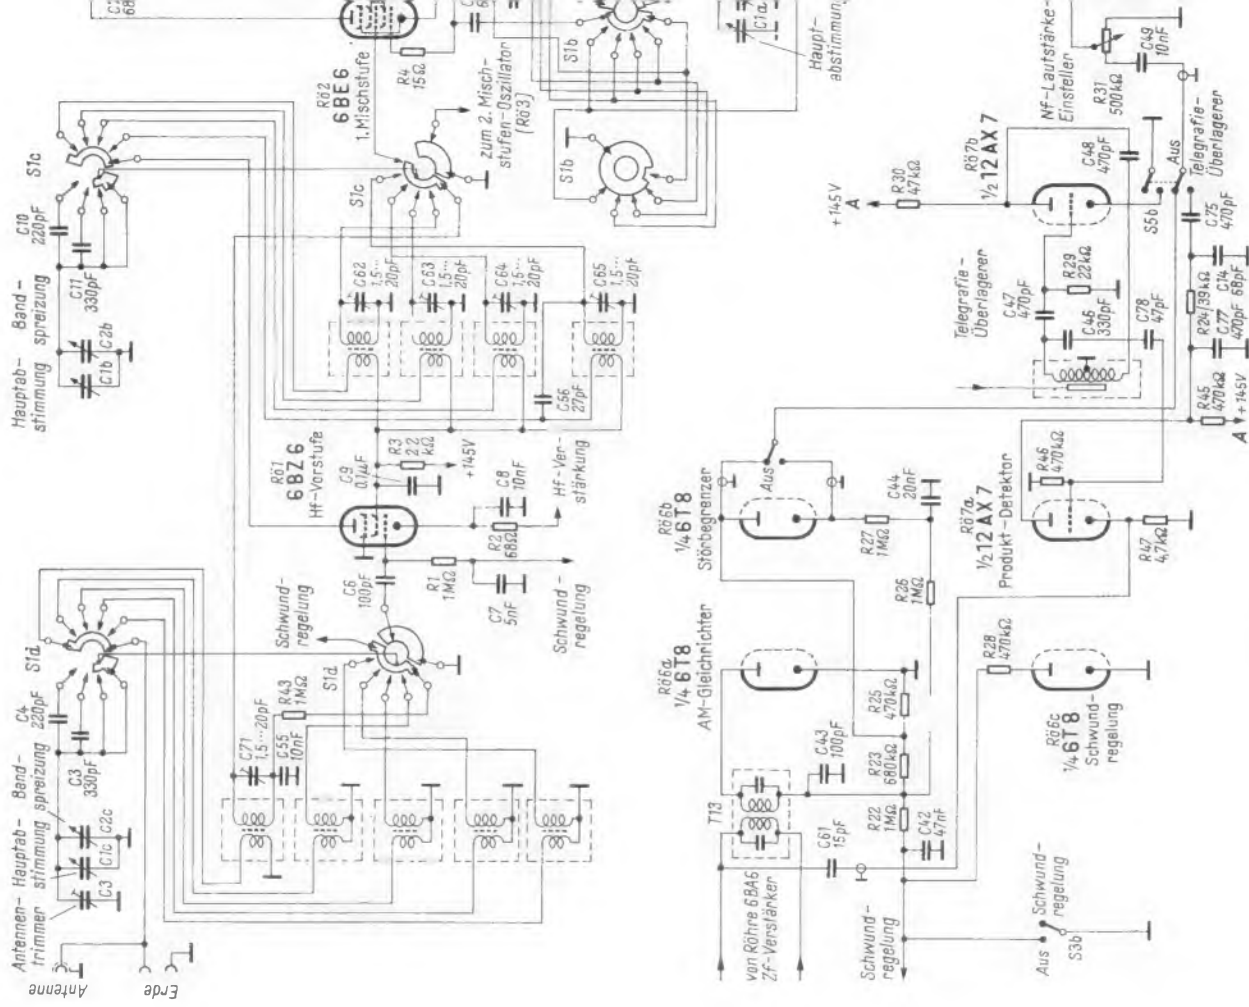 Antenne
Erde
Antennen-
trimmer
Hauptab-
stimmung
Band-
spreizung
C3
C1c
C2c
C3
330pF
C4
220pF
S1d
Schwund-
regelung
S1d
C71
1,5...20pF
C55
10nF
R43
1MΩ
C6
100pF
R1
1MΩ
C7
5nF
Schwund-
regelung
Rö1
6BZ6
Hf-Vorstufe
C9
0,1µF
R3
2,2
kΩ
+145V
C8
10nF
R2
68Ω
Hf-Ver-
stärkung
Hauptab-
stimmung
Band-
spreizung
C1b
C2b
C11
330pF
C10
220pF
S1c
C56
27pF
C62
1,5...
20pF
C63
1,5...
20pF
C64
1,5...
20pF
C65
1,5...
20pF
S1c
zum 2. Misch-
stufen-Oszillator
(Rö3)
Rö2
6BE6
1.Mischstufe
R4
15Ω
S1b
S1b
C1a
Haupt-
abstimmung
von Röhre 6BA6
Zf-Verstärker
T13
C61
15pF
C43
100pF
Schwund-
regelung
R22
1MΩ
C42
47nF
R23
680kΩ
R25
470kΩ
Rö6a
1/4 6T8
AM-Gleichrichter
Aus
Schwund-
regelung
S3b
Rö6c
1/4 6T8
Schwund-
regelung
R28
470kΩ
R26
1MΩ
R27
1MΩ
C44
20nF
Rö6b
1/4 6T8
Störbegrenzer
Aus
Rö7a
1/2 12AX7
Produkt-Detektor
R46
470kΩ
R47
4,7kΩ
R45
470kΩ
A
+145V
C77
470pF
R24/39kΩ
C14
68pF
C75
470pF
Telegrafie-
Überlagerer
C47
470pF
C46
330pF
R29
22kΩ
C78
47pF
+145V
A
R30
47kΩ
Rö7b
1/2 12AX7
C48
470pF
S5b
Aus
Telegrafie-
Überlagerer
Nf-Lautstärke-
Einsteller
R31
500kΩ
C49
10nF